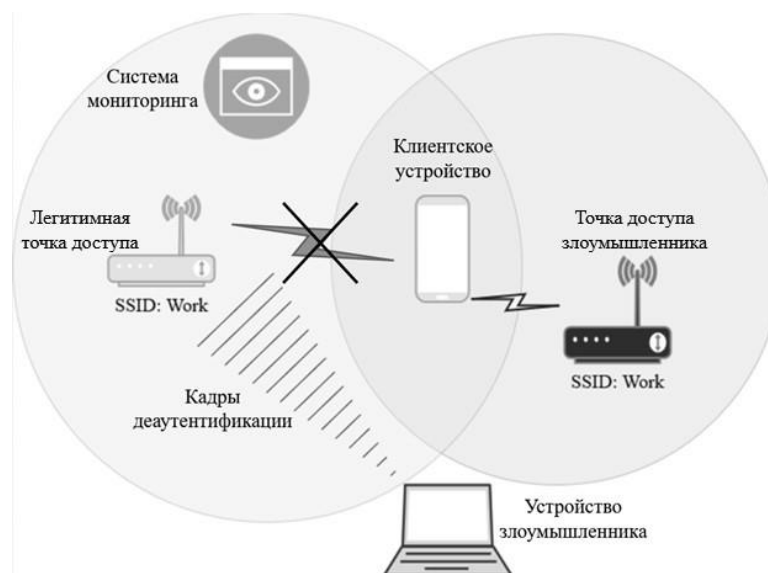 Система
мониторинга
Клиентское
устройство
Легитимная
точка доступа
Точка доступа
злоумышленника
SSID: Work
SSID: Work
Кадры
деаутентификации
Устройство
злоумышленника